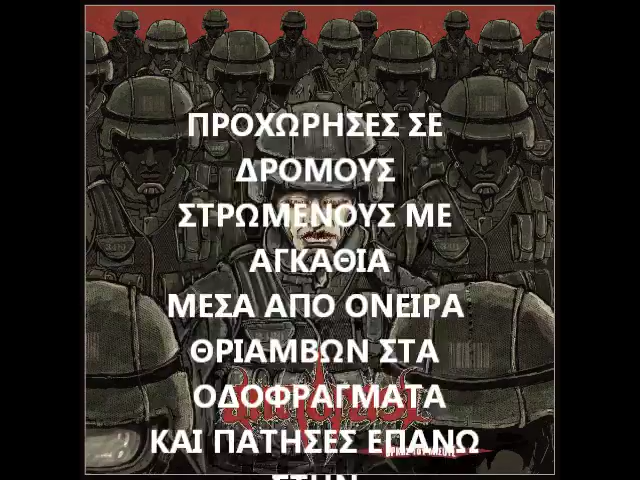 ΠΡΟΧΩΡΗΣΕΣ ΣΕ
ΔΡΟΜΟΥΣ
ΣΤΡΩΜΕΝΟΥΣ ΜΕ
ΑΓΚΑΘΙΑ
ΜΕΣΑ ΑΠΟ ΟΝΕΙΡΑ
ΘΡΙΑΜΒΩΝ ΣΤΑ
ΟΔΟΦΡΑΓΜΑΤΑ
ΚΑΙ ΠΑΤΗΣΕΣ ΕΠΑΝΩ